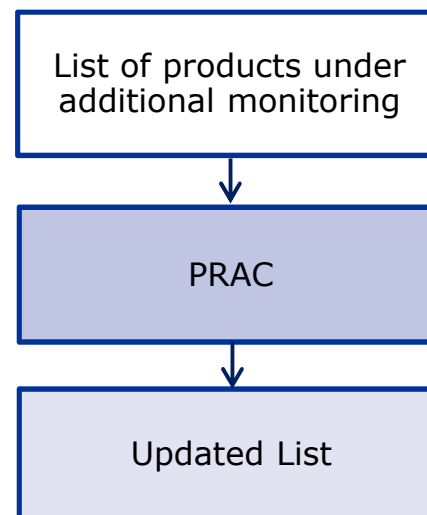 List of products under
additional monitoring
PRAC
Updated List